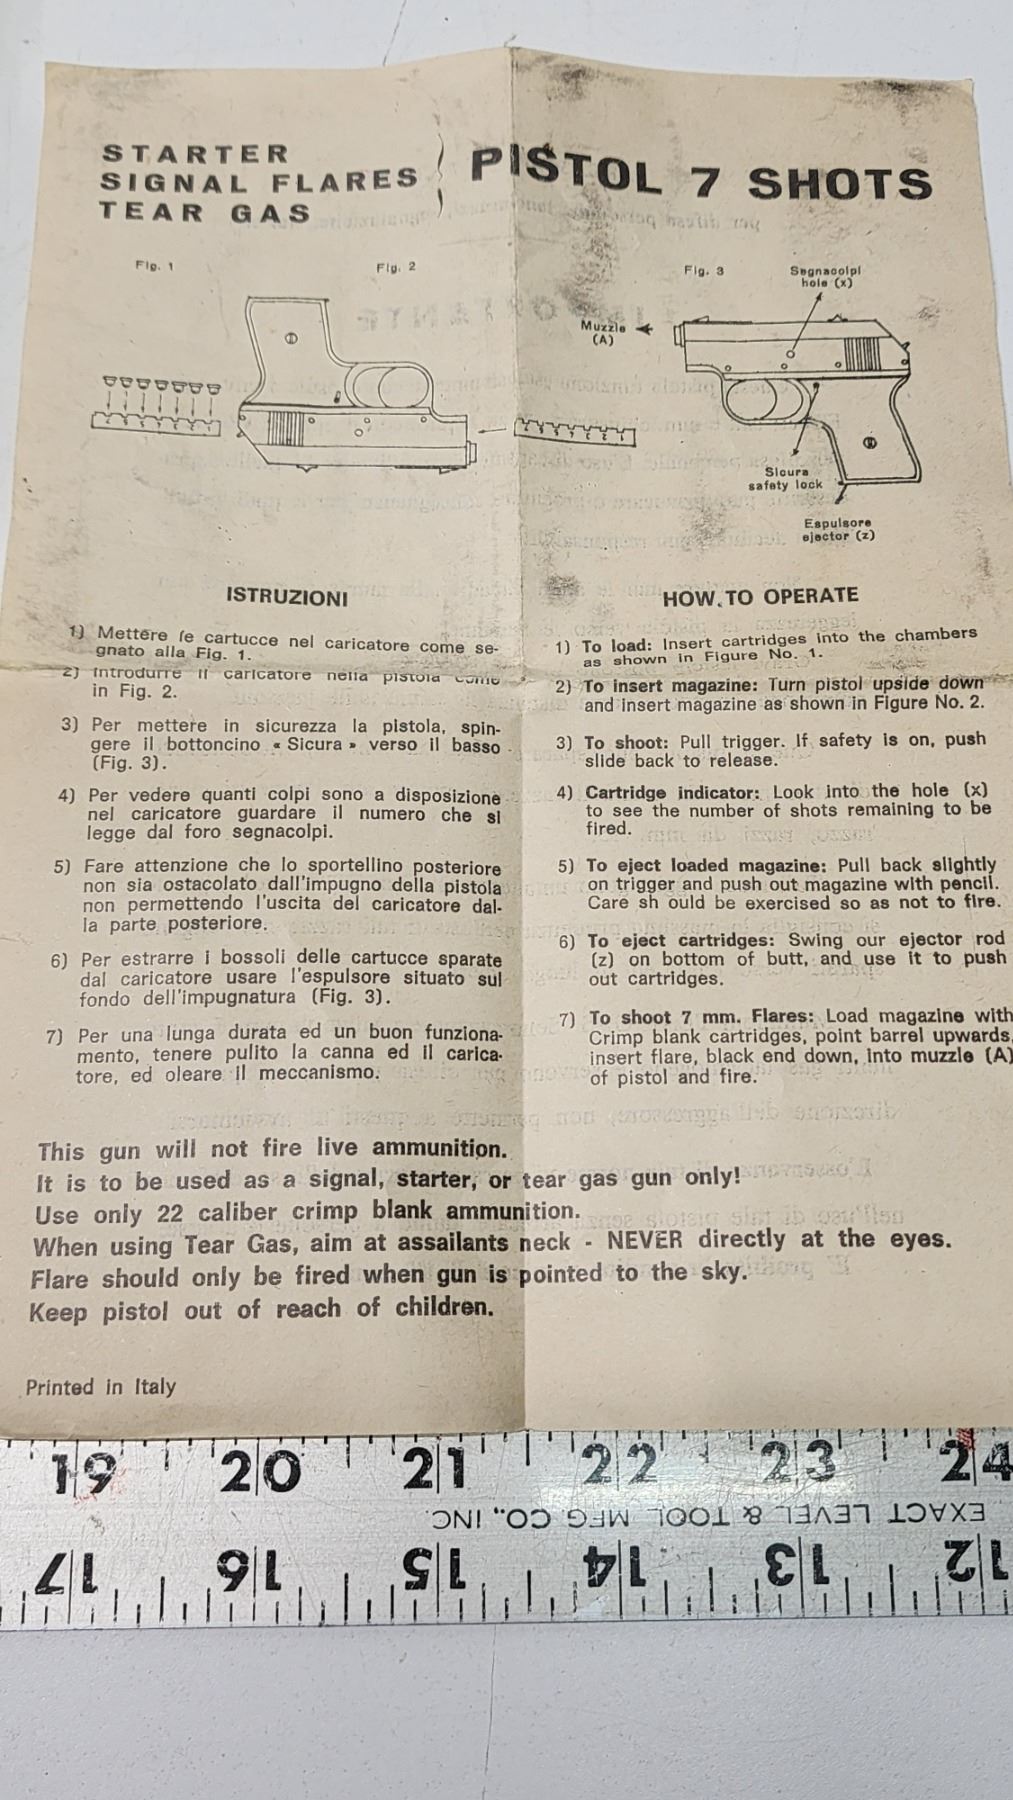 STARTER
SIGNAL FLARES
TEAR GAS
PISTOL 7 SHOTS
Fig. 1
Fig. 2
Fig. 3
Segnacolpi
hole (x)
Muzzle
(A)
Sicura
safety lock
Espulsore
ejector (z)
ISTRUZIONI
1) Mettere le cartucce nel caricatore come se-
gnato alla Fig. 1.
2) Introdurre il caricatore nella pistola come
in Fig. 2.
3) Per mettere in sicurezza la pistola, spin-
gere il bottoncino « Sicura » verso il basso
(Fig. 3).
4) Per vedere quanti colpi sono a disposizione
nel caricatore guardare il numero che si
legge dal foro segnacolpi.
5) Fare attenzione che lo sportellino posteriore
non sia ostacolato dall'impugno della pistola
non permettendo l'uscita del caricatore dal-
la parte posteriore.
6) Per estrarre i bossoli delle cartucce sparate
dal caricatore usare l'espulsore situato sul
fondo dell'impugnatura (Fig. 3).
7) Per una lunga durata ed un buon funziona-
mento, tenere pulito la canna ed il carica-
tore, ed oleare il meccanismo.
HOW TO OPERATE
1) To load: Insert cartridges into the chambers
as shown in Figure No. 1.
2) To insert magazine: Turn pistol upside down
and insert magazine as shown in Figure No. 2.
3) To shoot: Pull trigger. If safety is on, push
slide back to release.
4) Cartridge indicator: Look into the hole (x)
to see the number of shots remaining to be
fired.
5) To eject loaded magazine: Pull back slightly
on trigger and push out magazine with pencil.
Care sh ould be exercised so as not to fire.
6) To eject cartridges: Swing our ejector rod
(z) on bottom of butt, and use it to push
out cartridges.
7) To shoot 7 mm. Flares: Load magazine with
Crimp blank cartridges, point barrel upwards,
insert flare, black end down, into muzzle (A)
of pistol and fire.
This gun will not fire live ammunition.
It is to be used as a signal, starter, or tear gas gun only!
Use only 22 caliber crimp blank ammunition.
When using Tear Gas, aim at assailants neck - NEVER directly at the eyes.
Flare should only be fired when gun is pointed to the sky.
Keep pistol out of reach of children.
Printed in Italy
19 20 21 22 23 24
EXACT LEVEL & TOOL MFG. CO., INC.
17 16 15 14 13 12